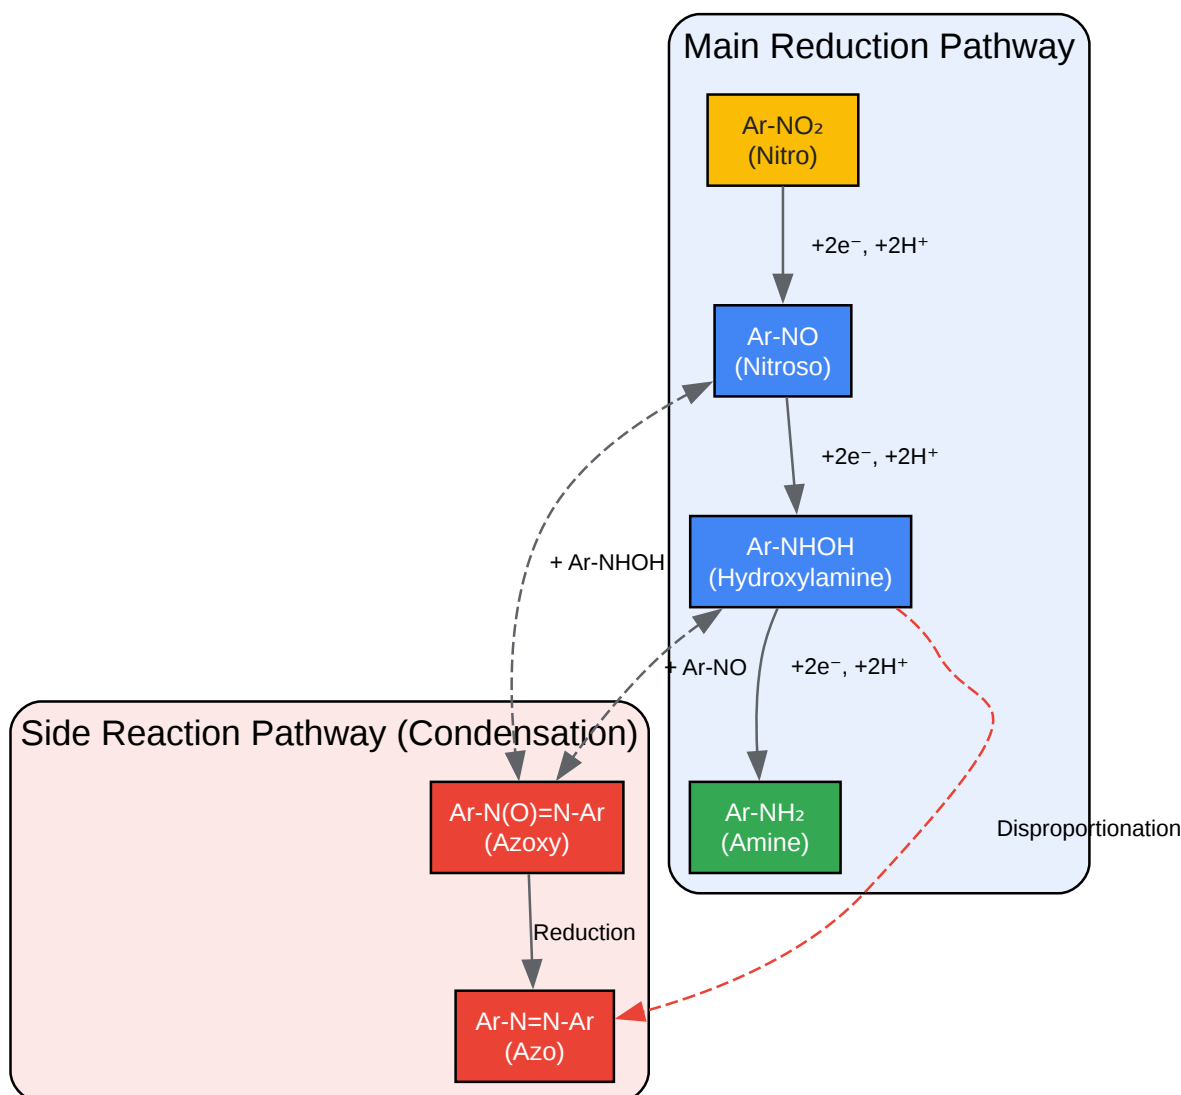 Main Reduction Pathway
Ar-NO₂
(Nitro)
+2e⁻, +2H⁺
Ar-NO
(Nitroso)
+2e⁻, +2H⁺
Ar-NHOH
(Hydroxylamine)
+ Ar-NHOH
+ Ar-NO
+2e⁻, +2H⁺
Side Reaction Pathway (Condensation)
Ar-N(O)=N-Ar
(Azoxy)
Ar-NH₂
(Amine)
Disproportionation
Reduction
Ar-N=N-Ar
(Azo)